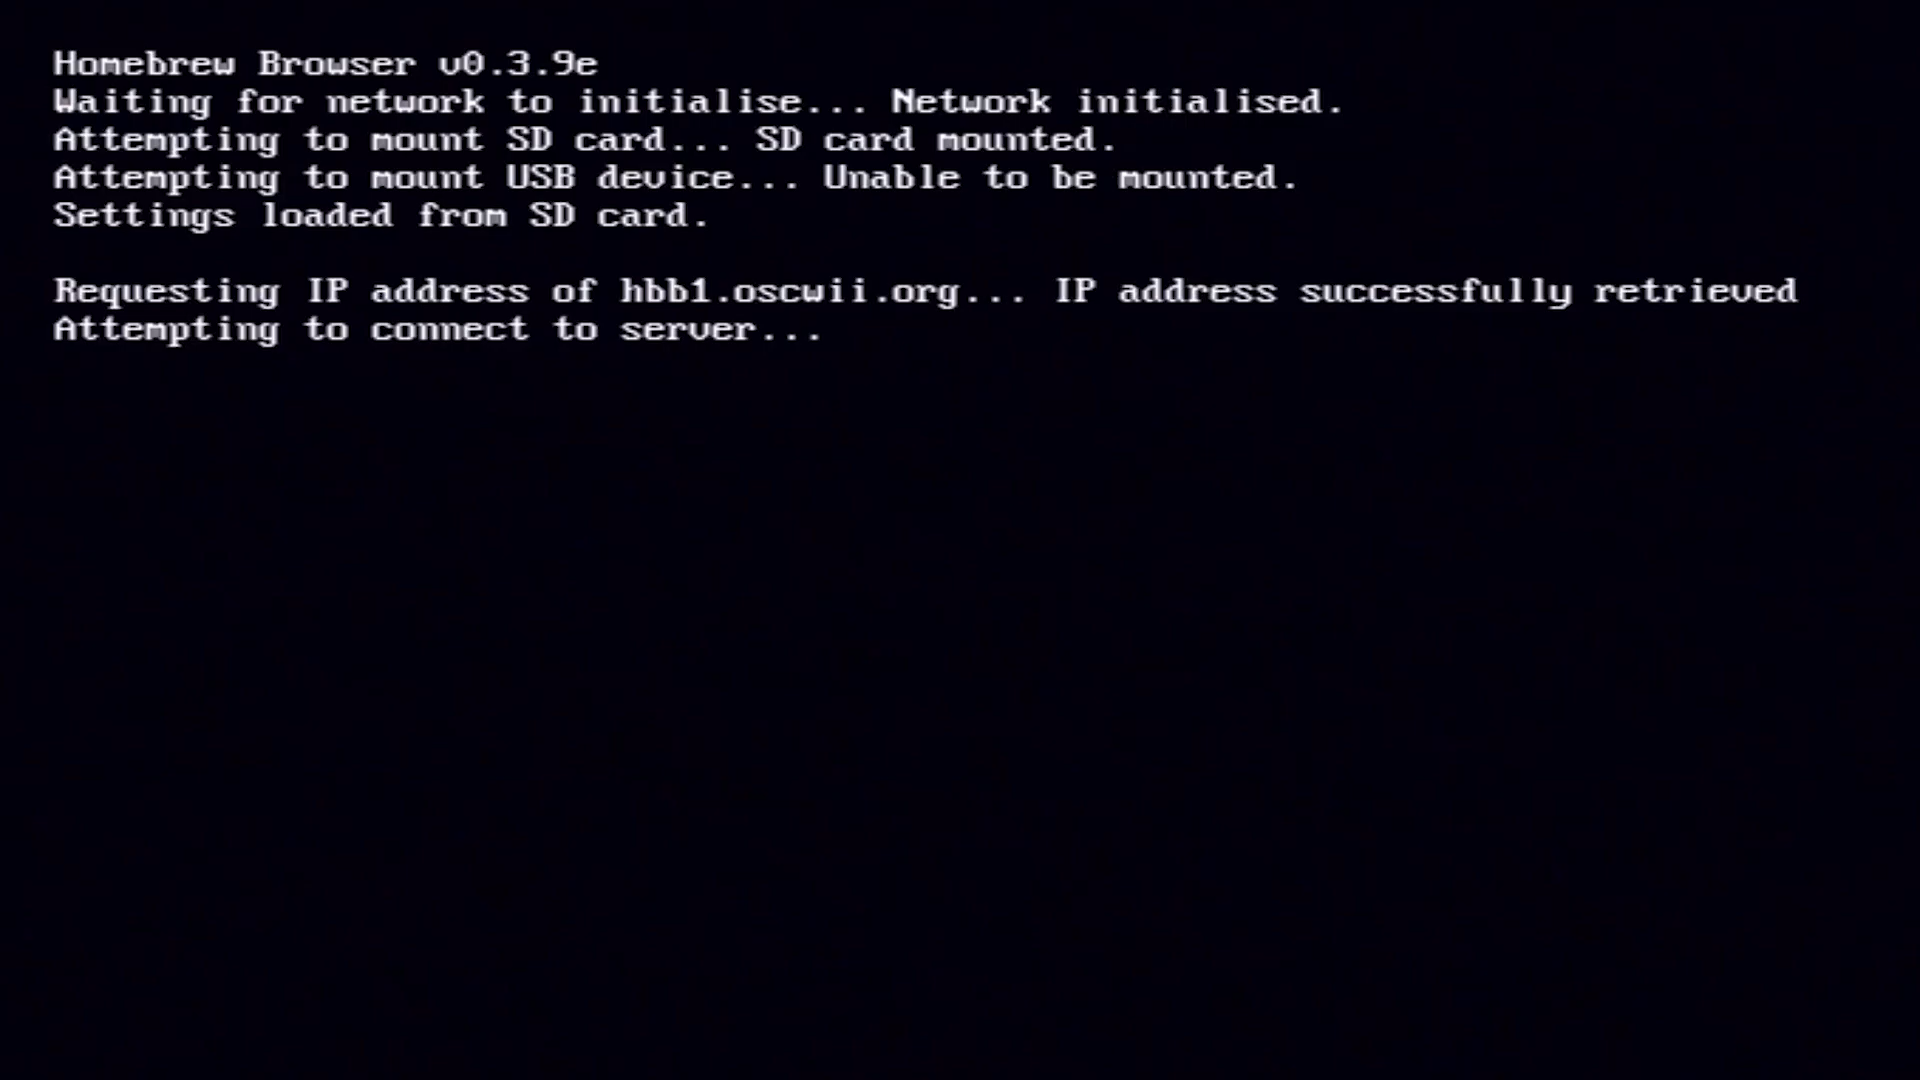 Homebrew Browser v0.3.9e
Waiting for network to initialise... Network initialised.
Attempting to mount SD card... SD card mounted.
Attempting to mount USB device... Unable to be mounted.
Settings loaded from SD card.
Requesting IP address of hbb1.oscwii.org... IP address successfully retrieved
Attempting to connect to server...